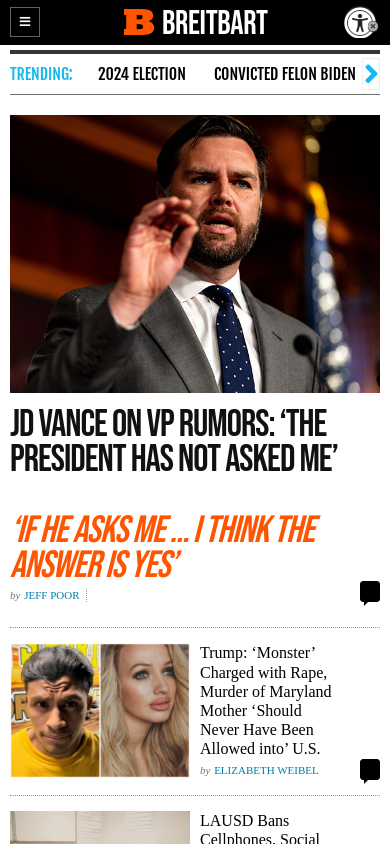 BREITBART
TRENDING:
2024 ELECTION
CONVICTED FELON BIDEN
JD VANCE ON VP RUMORS: ‘THE
PRESIDENT HAS NOT ASKED ME’
‘IF HE ASKS ME … I THINK THE
ANSWER IS YES’
by JEFF POOR
Trump: ‘Monster’
Charged with Rape,
Murder of Maryland
Mother ‘Should
Never Have Been
Allowed into’ U.S.
by ELIZABETH WEIBEL
LAUSD Bans
Cellphones, Social